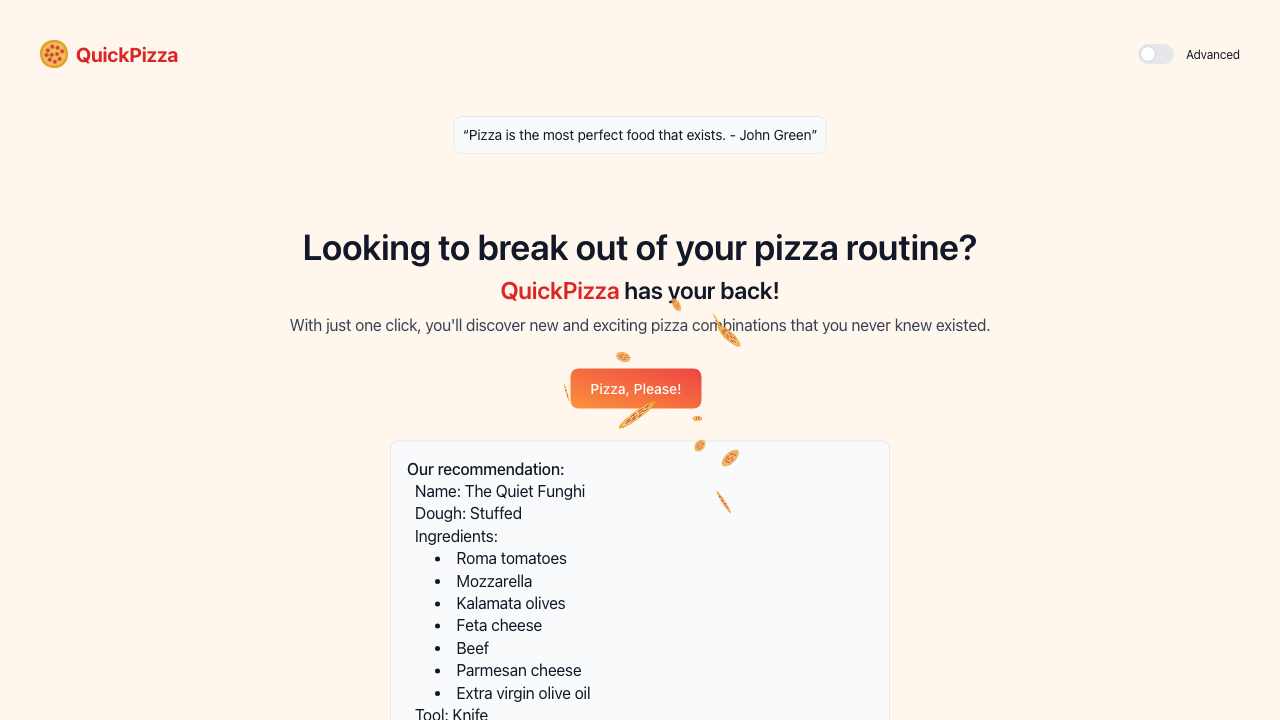 QuickPizza
Advanced
“Pizza is the most perfect food that exists. - John Green”
Looking to break out of your pizza routine?
QuickPizza has your back!
With just one click, you'll discover new and exciting pizza combinations that you never knew existed.
Pizza, Please!
Our recommendation:
Name: The Quiet Funghi
Dough: Stuffed
Ingredients:
• Roma tomatoes
• Mozzarella
• Kalamata olives
• Feta cheese
• Beef
• Parmesan cheese
• Extra virgin olive oil
Tool: Knife